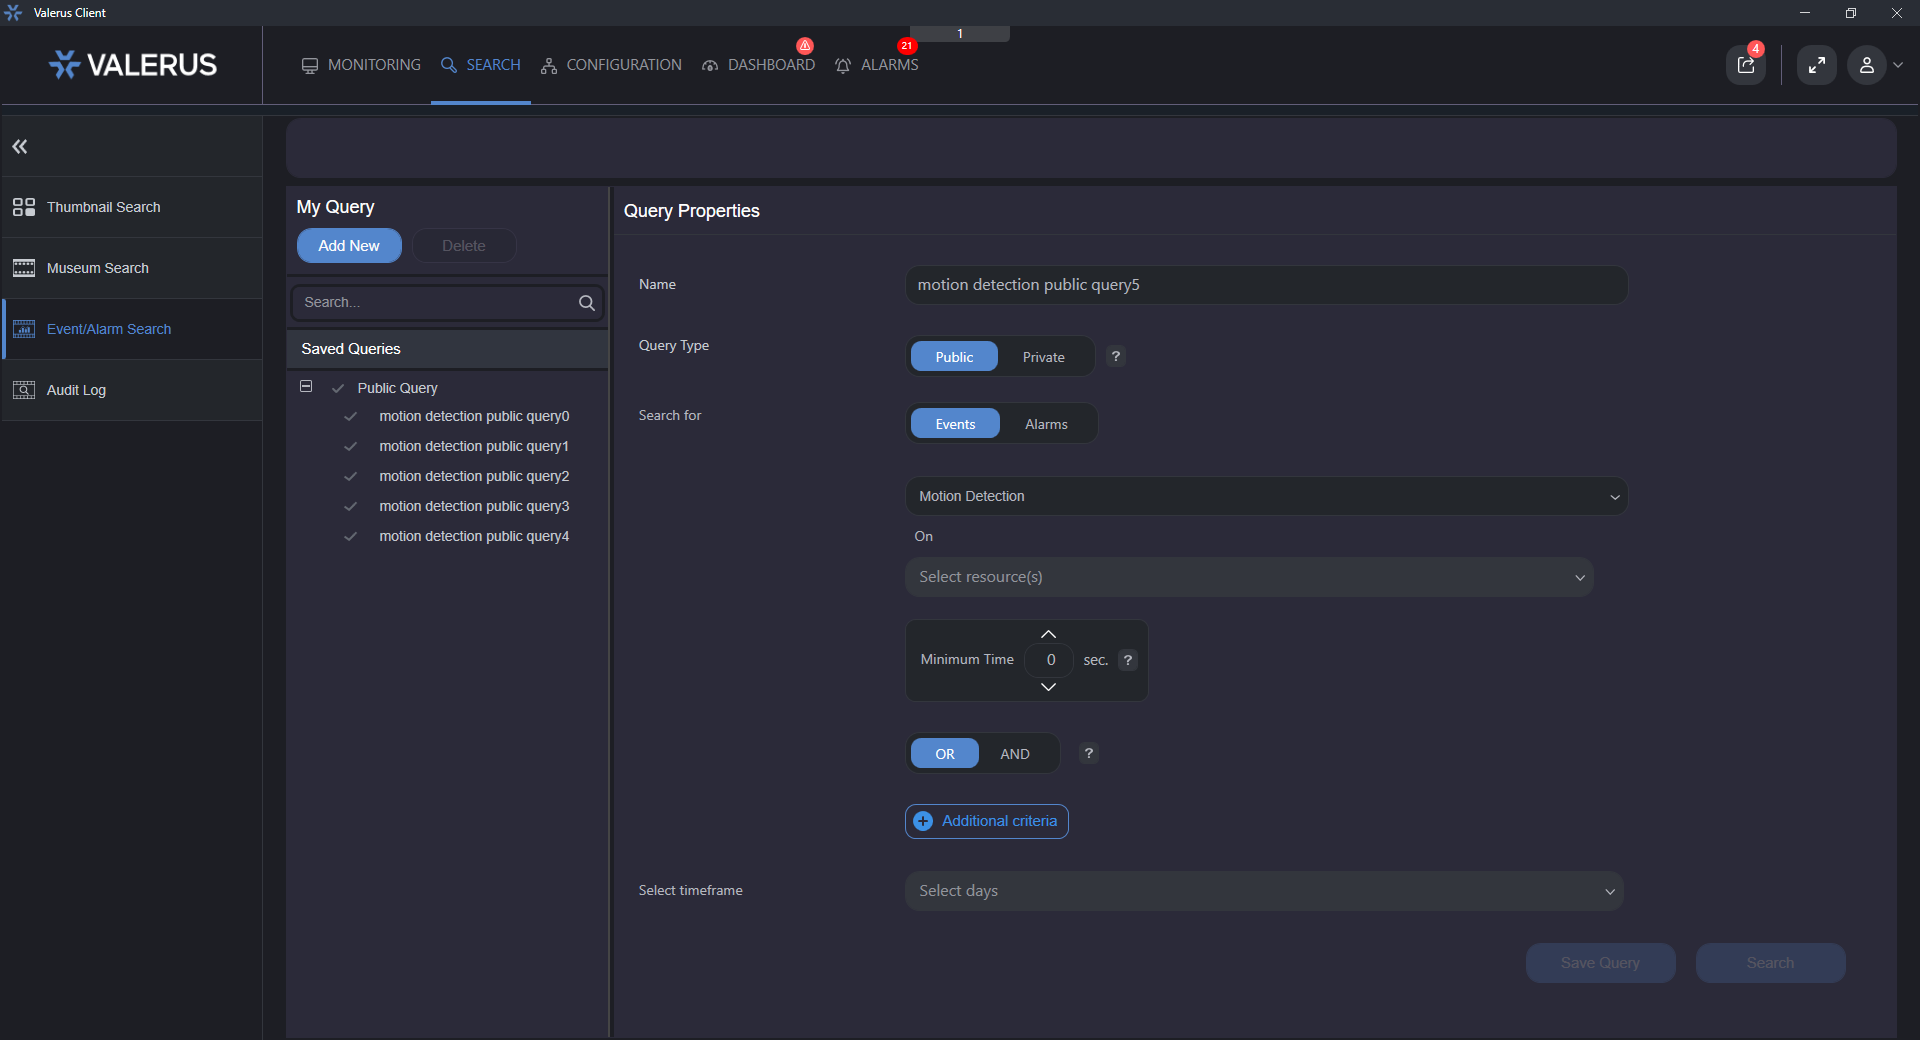 Valerus Client
1
VALERUS
MONITORING
SEARCH
CONFIGURATION
DASHBOARD
21
ALARMS
4
Thumbnail Search
Museum Search
Event/Alarm Search
Audit Log
My Query
Add New
Delete
Search...
Saved Queries
Public Query
motion detection public query0
motion detection public query1
motion detection public query2
motion detection public query3
motion detection public query4
Query Properties
Name
motion detection public query5
Query Type
Public
Private
?
Search for
Events
Alarms
Motion Detection
On
Select resource(s)
Minimum Time
0
sec.
?
OR
AND
?
Additional criteria
Select timeframe
Select days
Save Query
Search